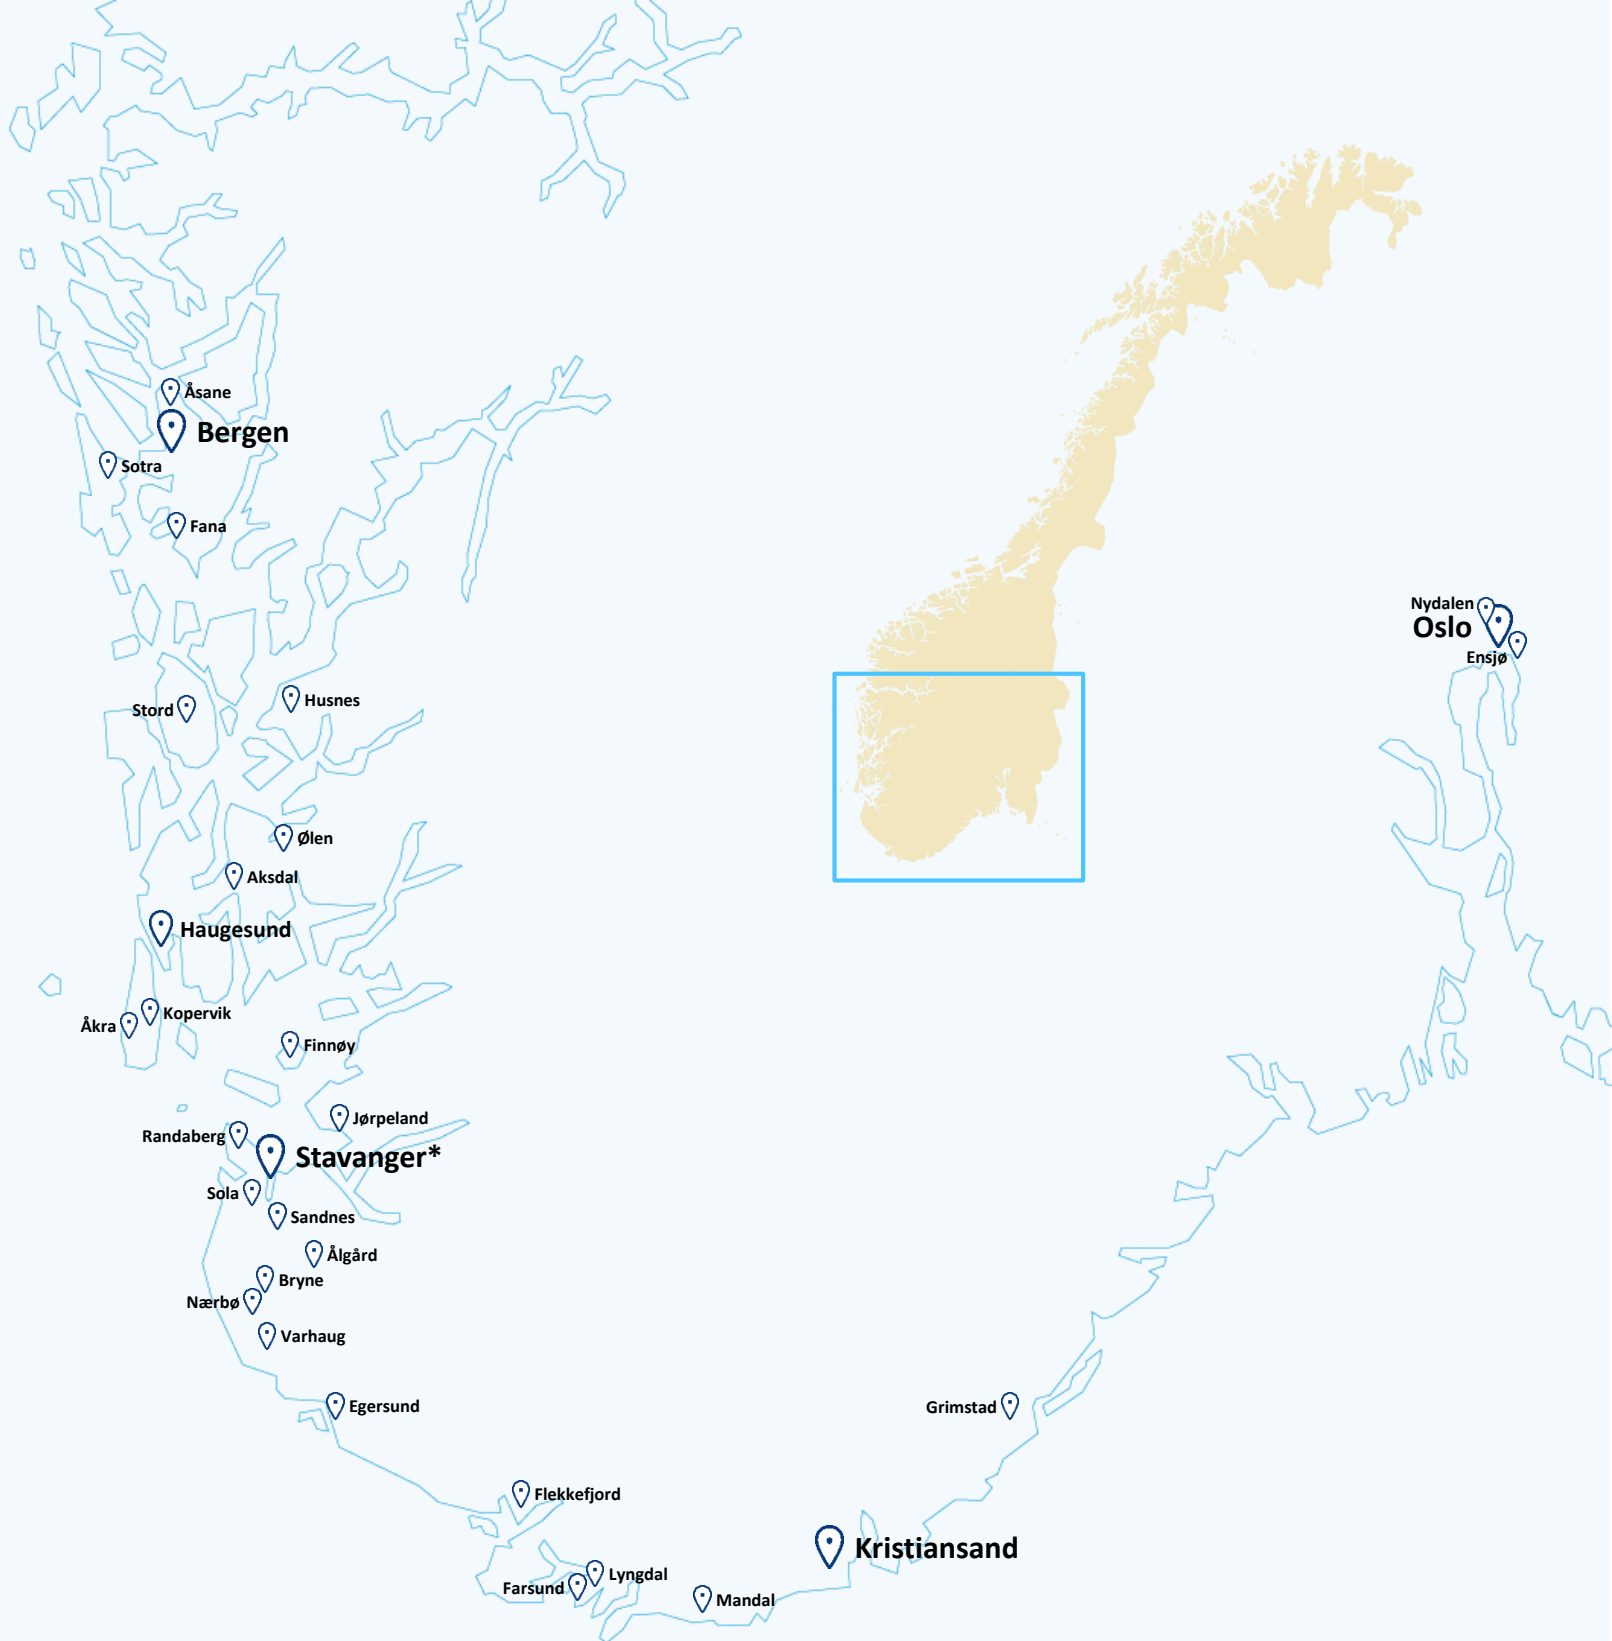 Åsane
Bergen
Sotra
Fana
Nydalen
Oslo
Ensjø
Husnes
Stord
Ølen
Aksdal
Haugesund
Kopervik
Åkra
Finnøy
Jørpeland
Randaberg
Stavanger*
Sola
Sandnes
Ålgård
Bryne
Nærbø
Varhaug
Egersund
Grimstad
Flekkefjord
Kristiansand
Lyngdal
Farsund
Mandal